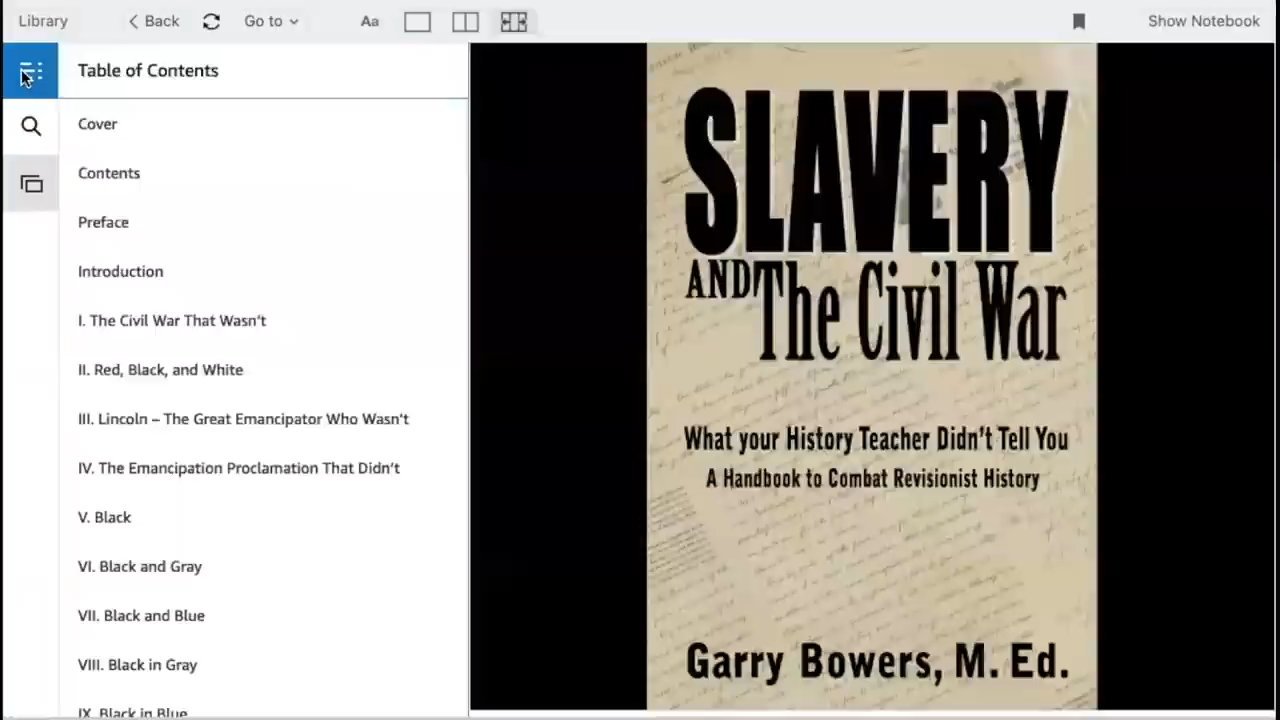 Library
Back
Go to
Aa
Show Notebook
Table of Contents
Cover
Contents
Preface
Introduction
I. The Civil War That Wasn't
II. Red, Black, and White
III. Lincoln – The Great Emancipator Who Wasn't
IV. The Emancipation Proclamation That Didn't
V. Black
VI. Black and Gray
VII. Black and Blue
VIII. Black in Gray
IX. Black in Blue
SLAVERY
AND The Civil War
What your History Teacher Didn't Tell You
A Handbook to Combat Revisionist History
Garry Bowers, M. Ed.